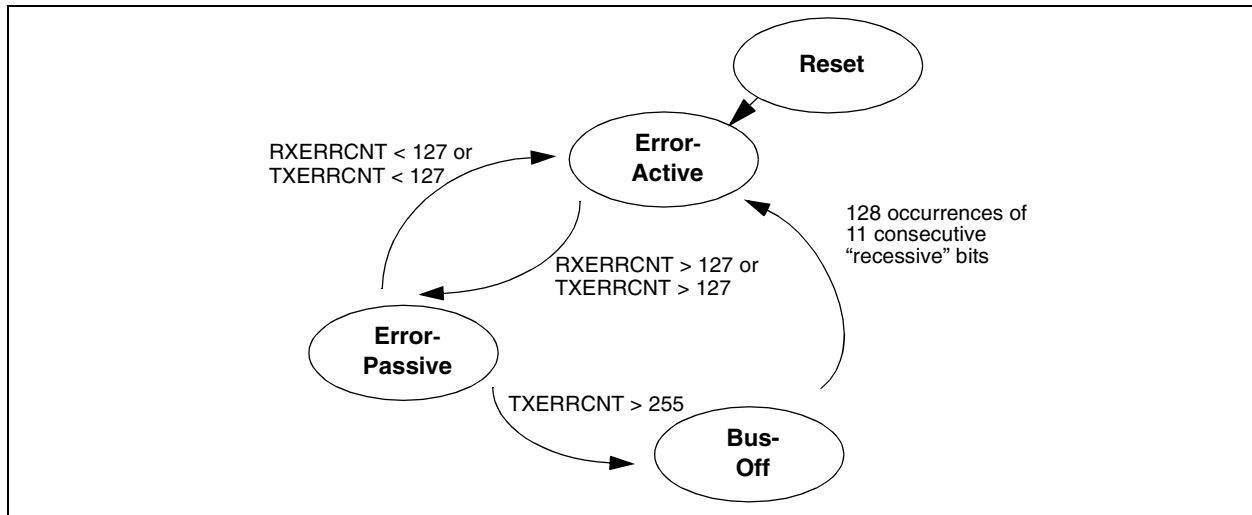 Reset
Error-
Active
RXERRCNT < 127 or
TXERRCNT < 127
128 occurrences of
11 consecutive
“recessive” bits
RXERRCNT > 127 or
TXERRCNT > 127
Error-
Passive
TXERRCNT > 255
Bus-
Off